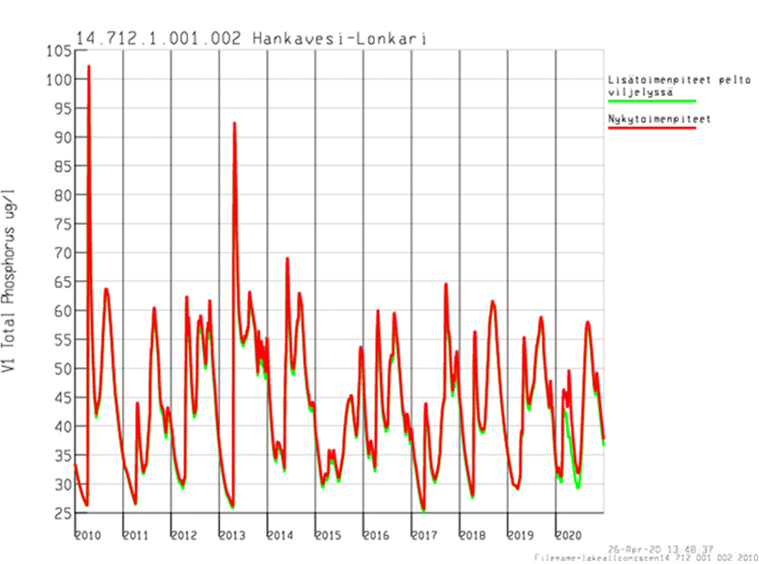 14.712.1.001.002 Hankavesi-Lonkari
105
100
95
90
85
80
75
70
65
60
55
50
45
40
35
30
25
V1 Total Phosphorus ug/l
2010 2011 2012 2013 2014 2015 2016 2017 2018 2019 2020
Lisätoimenpiteet pelto
viljelyssä
Nykytoimenpiteet
26-Apr-20 13.48.37